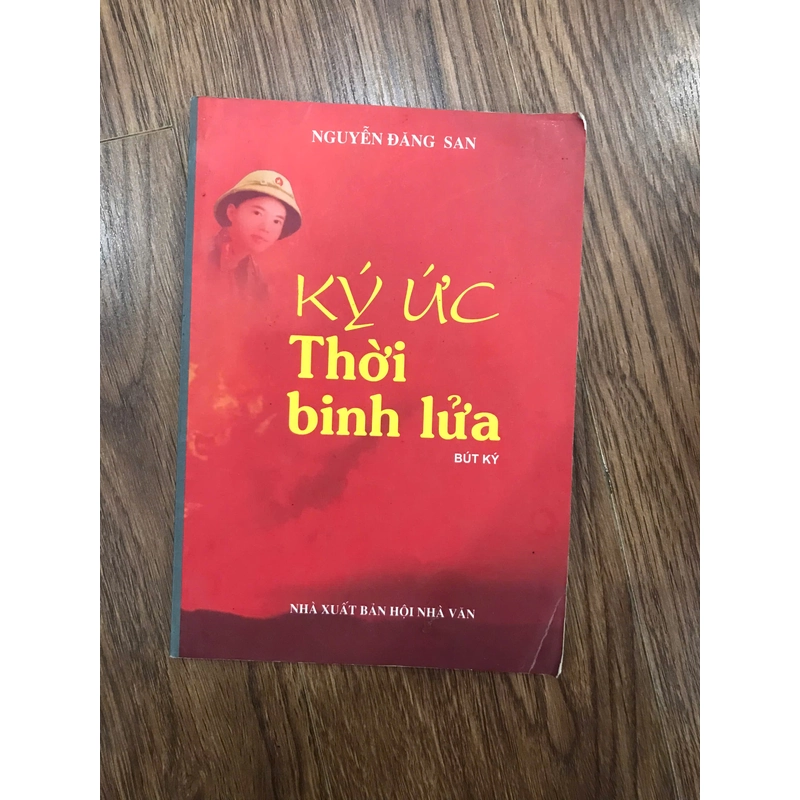 NGUYỄN ĐĂNG SAN
KÝ ỨC
Thời
binh lửa
BÚT KÝ
NHÀ XUẤT BẢN HỘI NHÀ VĂN